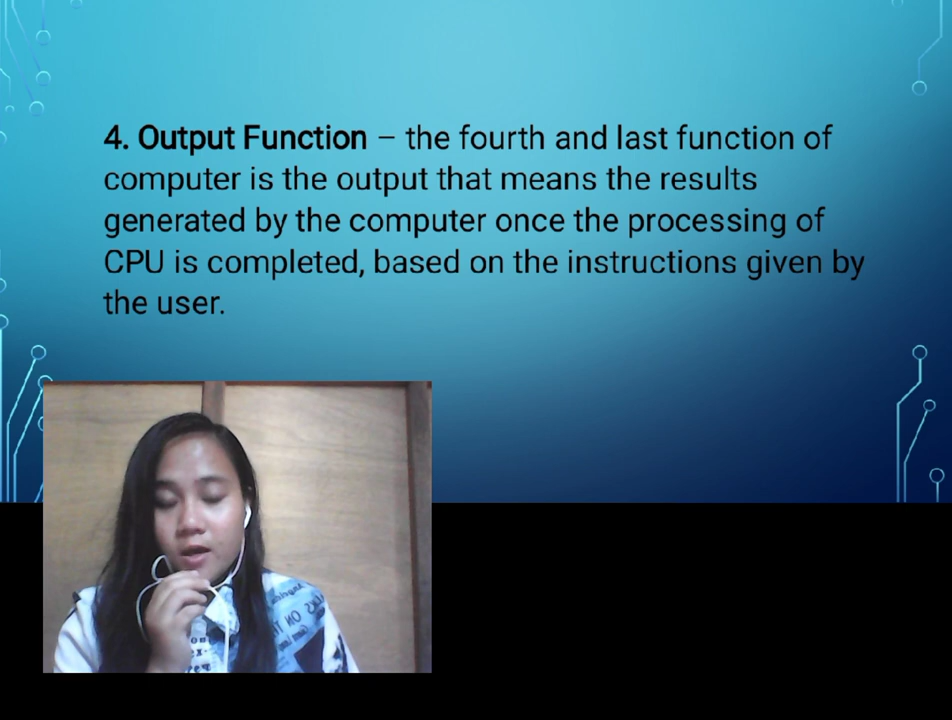 4. Output Function – the fourth and last function of
computer is the output that means the results
generated by the computer once the processing of
CPU is completed, based on the instructions given by
the user.